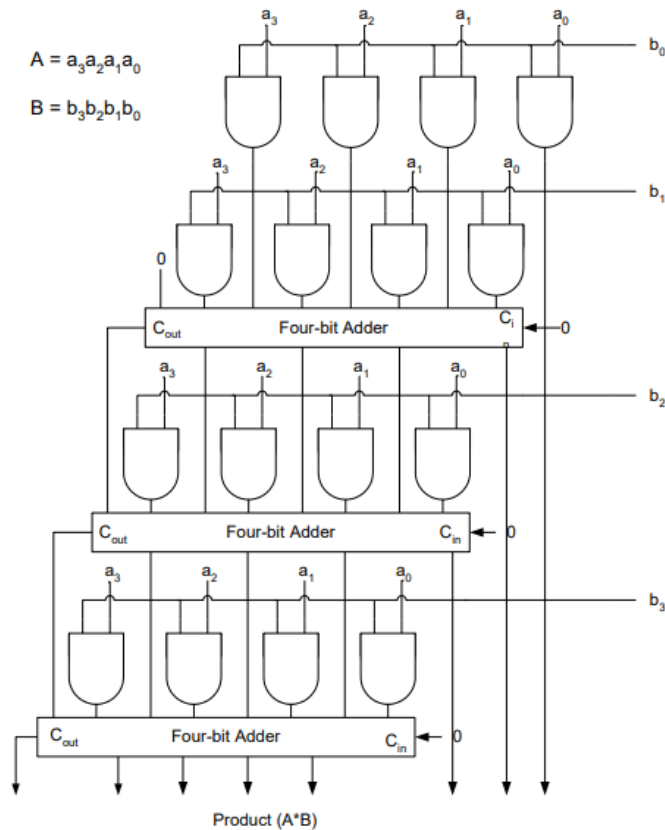 a₃ a₂ a₁ a₀
b₀
A = a₃a₂a₁a₀
B = b₃b₂b₁b₀
a₃ a₂ a₁ a₀
b₁
0
Cout Four-bit Adder Cin 0
a₃ a₂ a₁ a₀
b₂
Cout Four-bit Adder Cin 0
a₃ a₂ a₁ a₀
b₃
Cout Four-bit Adder Cin 0
Product (A*B)